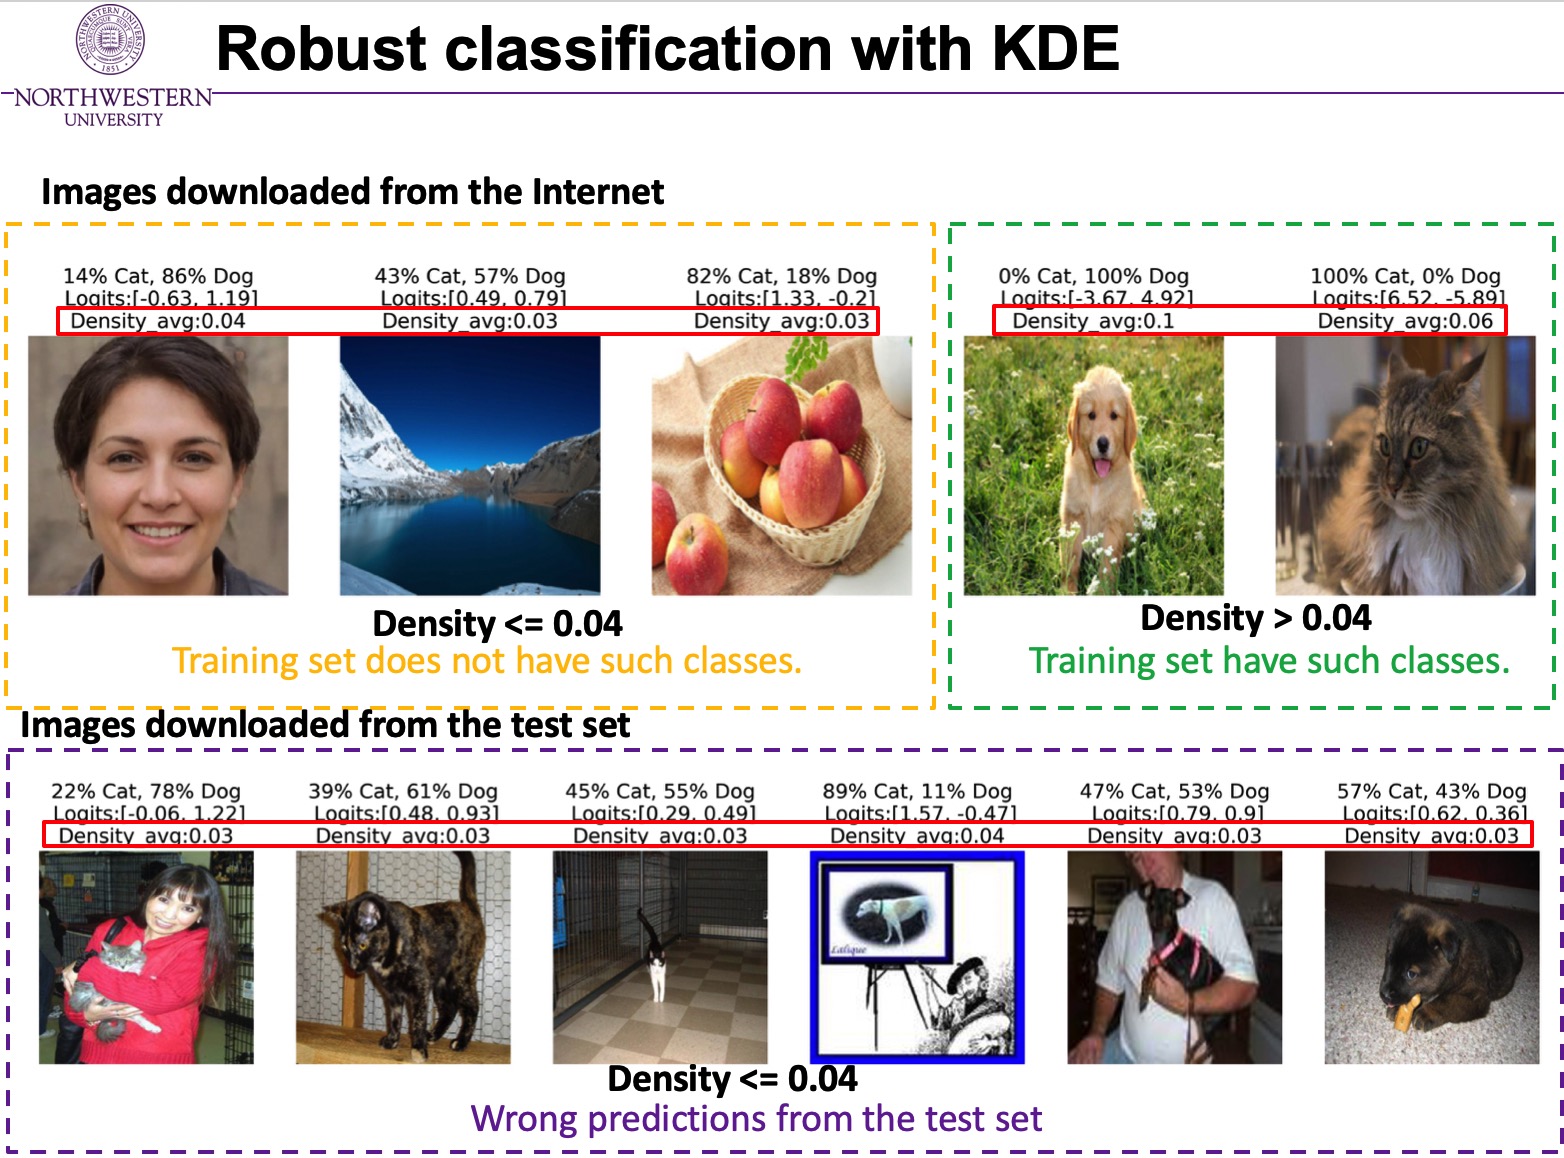 NORTHWESTERN UNIVERSITY
1851
NORTHWESTERN
UNIVERSITY
Robust classification with KDE
Images downloaded from the Internet
14% Cat, 86% Dog
Logits:[-0.63, 1.19]
Density_avg:0.04
43% Cat, 57% Dog
Logits:[0.49, 0.79]
Density_avg:0.03
82% Cat, 18% Dog
Logits:[1.33, -0.2]
Density_avg:0.03
Density <= 0.04
Training set does not have such classes.
0% Cat, 100% Dog
Logits:[-3.67, 4.92]
Density_avg:0.1
100% Cat, 0% Dog
Logits:[6.52, -5.89]
Density_avg:0.06
Density > 0.04
Training set have such classes.
Images downloaded from the test set
22% Cat, 78% Dog
Logits:[-0.06, 1.22]
Density_avg:0.03
39% Cat, 61% Dog
Logits:[0.48, 0.93]
Density_avg:0.03
45% Cat, 55% Dog
Logits:[0.29, 0.49]
Density_avg:0.03
89% Cat, 11% Dog
Logits:[1.57, -0.47]
Density_avg:0.04
Lalique
47% Cat, 53% Dog
Logits:[0.79, 0.9]
Density_avg:0.03
57% Cat, 43% Dog
Logits:[0.62, 0.36]
Density_avg:0.03
Density <= 0.04
Wrong predictions from the test set